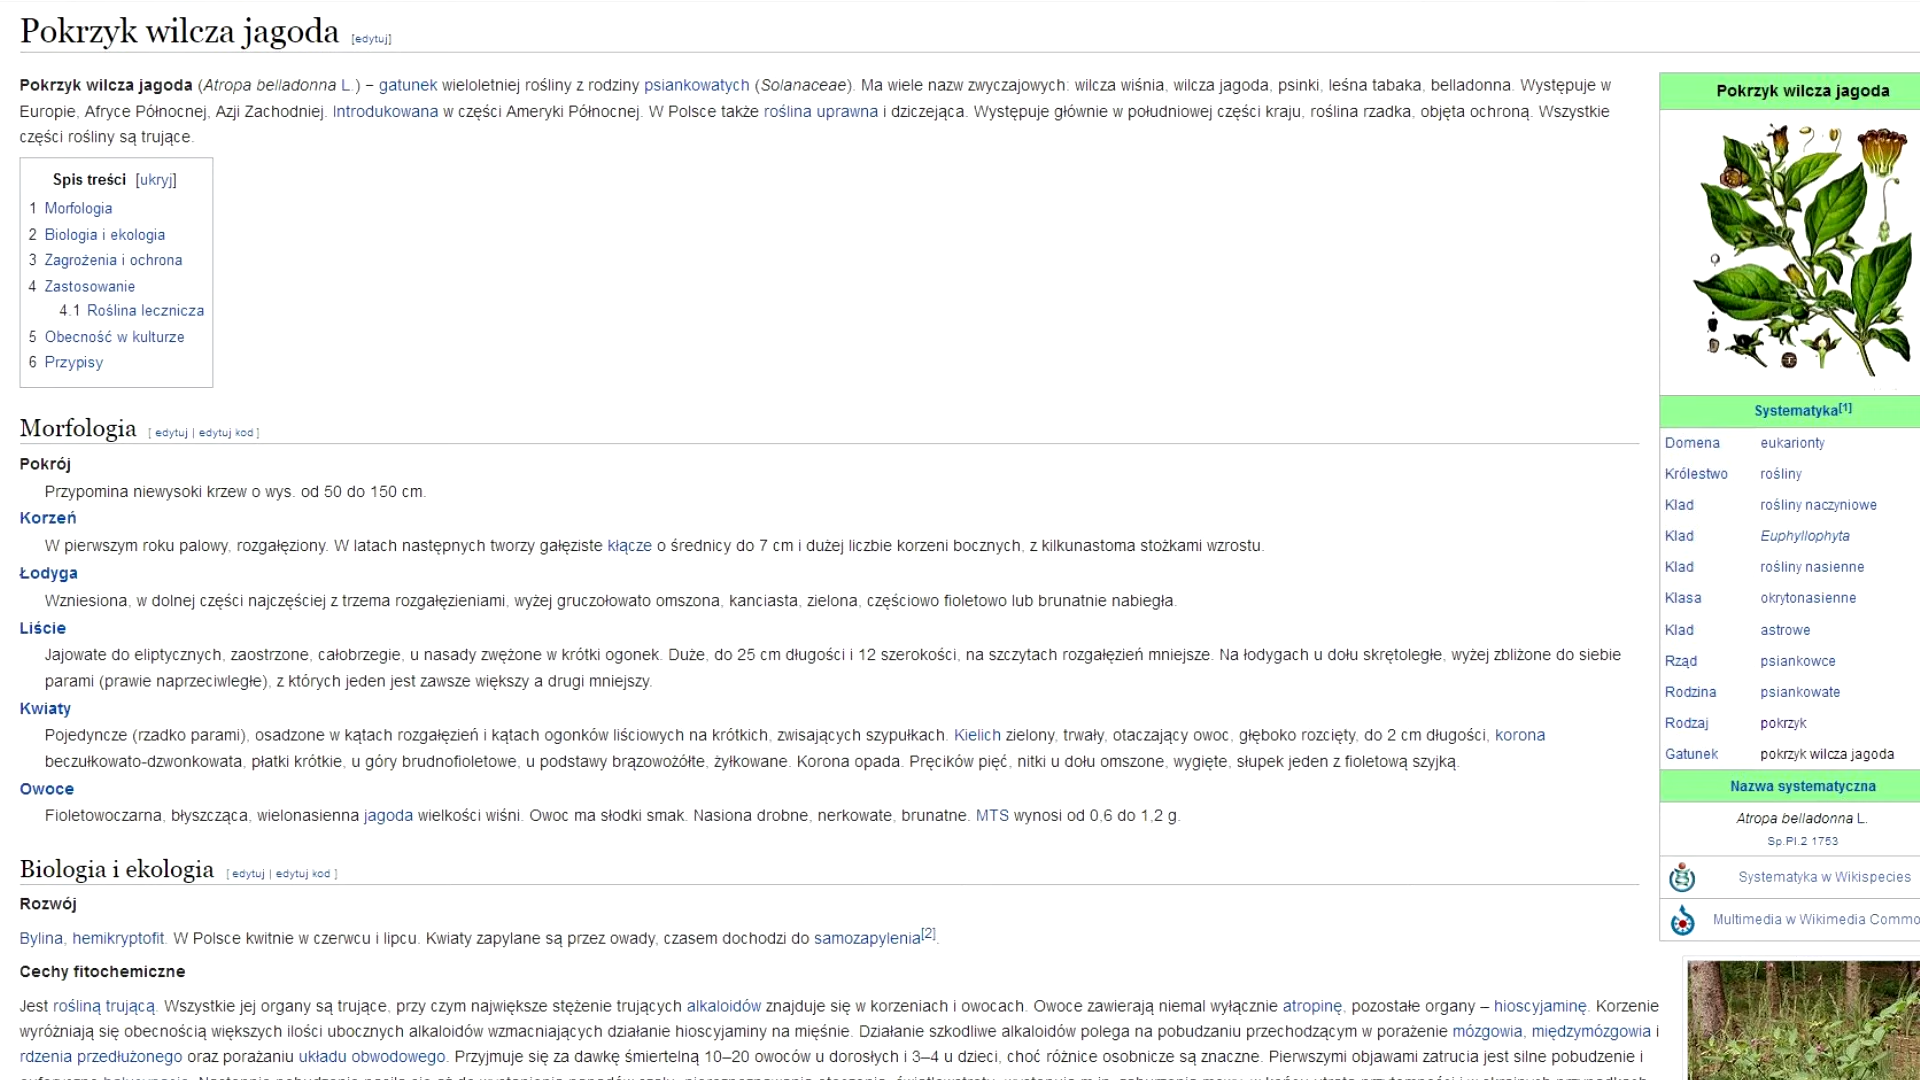 Pokrzyk wilcza jagoda [edytuj]
Pokrzyk wilcza jagoda (Atropa belladonna L.) – gatunek wieloletniej rośliny z rodziny psiankowatych (Solanaceae). Ma wiele nazw zwyczajowych: wilcza wiśnia, wilcza jagoda, psinki, leśna tabaka, belladonna. Występuje w
Europie, Afryce Północnej, Azji Zachodniej. Introdukowana w części Ameryki Północnej. W Polsce także roślina uprawna i dziczejąca. Występuje głównie w południowej części kraju, roślina rzadka, objęta ochroną. Wszystkie
części rośliny są trujące.
Spis treści [ukryj]
1 Morfologia
2 Biologia i ekologia
3 Zagrożenia i ochrona
4 Zastosowanie
4.1 Roślina lecznicza
5 Obecność w kulturze
6 Przypisy
Morfologia [ edytuj | edytuj kod ]
Pokrój
Przypomina niewysoki krzew o wys. od 50 do 150 cm.
Korzeń
W pierwszym roku palowy, rozgałęziony. W latach następnych tworzy gałęziste kłącze o średnicy do 7 cm i dużej liczbie korzeni bocznych, z kilkunastoma stożkami wzrostu.
Łodyga
Wzniesiona, w dolnej części najczęściej z trzema rozgałęzieniami, wyżej gruczołowato omszona, kanciasta, zielona, częściowo fioletowo lub brunatnie nabiegła.
Liście
Jajowate do eliptycznych, zaostrzone, całobrzegie, u nasady zwężone w krótki ogonek. Duże, do 25 cm długości i 12 szerokości, na szczytach rozgałęzień mniejsze. Na łodygach u dołu skrętoległe, wyżej zbliżone do siebie
parami (prawie naprzeciwległe), z których jeden jest zawsze większy a drugi mniejszy.
Kwiaty
Pojedyncze (rzadko parami), osadzone w kątach rozgałęzień i kątach ogonków liściowych na krótkich, zwisających szypułkach. Kielich zielony, trwały, otaczający owoc, głęboko rozcięty, do 2 cm długości, korona
beczułkowato-dzwonkowata, płatki krótkie, u góry brudnofioletowe, u podstawy brązowożółte, żyłkowane. Korona opada. Pręcików pięć, nitki u dołu omszone, wygięte, słupek jeden z fioletową szyjką.
Owoce
Fioletowoczarna, błyszcząca, wielonasienna jagoda wielkości wiśni. Owoc ma słodki smak. Nasiona drobne, nerkowate, brunatne. MTS wynosi od 0,6 do 1,2 g.
Biologia i ekologia [ edytuj | edytuj kod ]
Rozwój
Bylina, hemikryptofit. W Polsce kwitnie w czerwcu i lipcu. Kwiaty zapylane są przez owady, czasem dochodzi do samozapylenia[2].
Cechy fitochemiczne
Jest rośliną trującą. Wszystkie jej organy są trujące, przy czym największe stężenie trujących alkaloidów znajduje się w korzeniach i owocach. Owoce zawierają niemal wyłącznie atropinę, pozostałe organy – hioscyjaminę. Korzenie
wyróżniają się obecnością większych ilości ubocznych alkaloidów wzmacniających działanie hioscyjaminy na mięśnie. Działanie szkodliwe alkaloidów polega na pobudzaniu przechodzącym w porażenie mózgowia, międzymózgowia i
rdzenia przedłużonego oraz porażaniu układu obwodowego. Przyjmuje się za dawkę śmiertelną 10–20 owoców u dorosłych i 3–4 u dzieci, choć różnice osobnicze są znaczne. Pierwszymi objawami zatrucia jest silne pobudzenie i
Pokrzyk wilcza jagoda
Systematyka[1]
Domena eukarionty
Królestwo rośliny
Klad rośliny naczyniowe
Klad Euphyllophyta
Klad rośliny nasienne
Klasa okrytonasienne
Klad astrowe
Rząd psiankowce
Rodzina psiankowate
Rodzaj pokrzyk
Gatunek pokrzyk wilcza jagoda
Nazwa systematyczna
Atropa belladonna L.
Sp.Pl.2 1753
Systematyka w Wikispecies
Multimedia w Wikimedia Commo